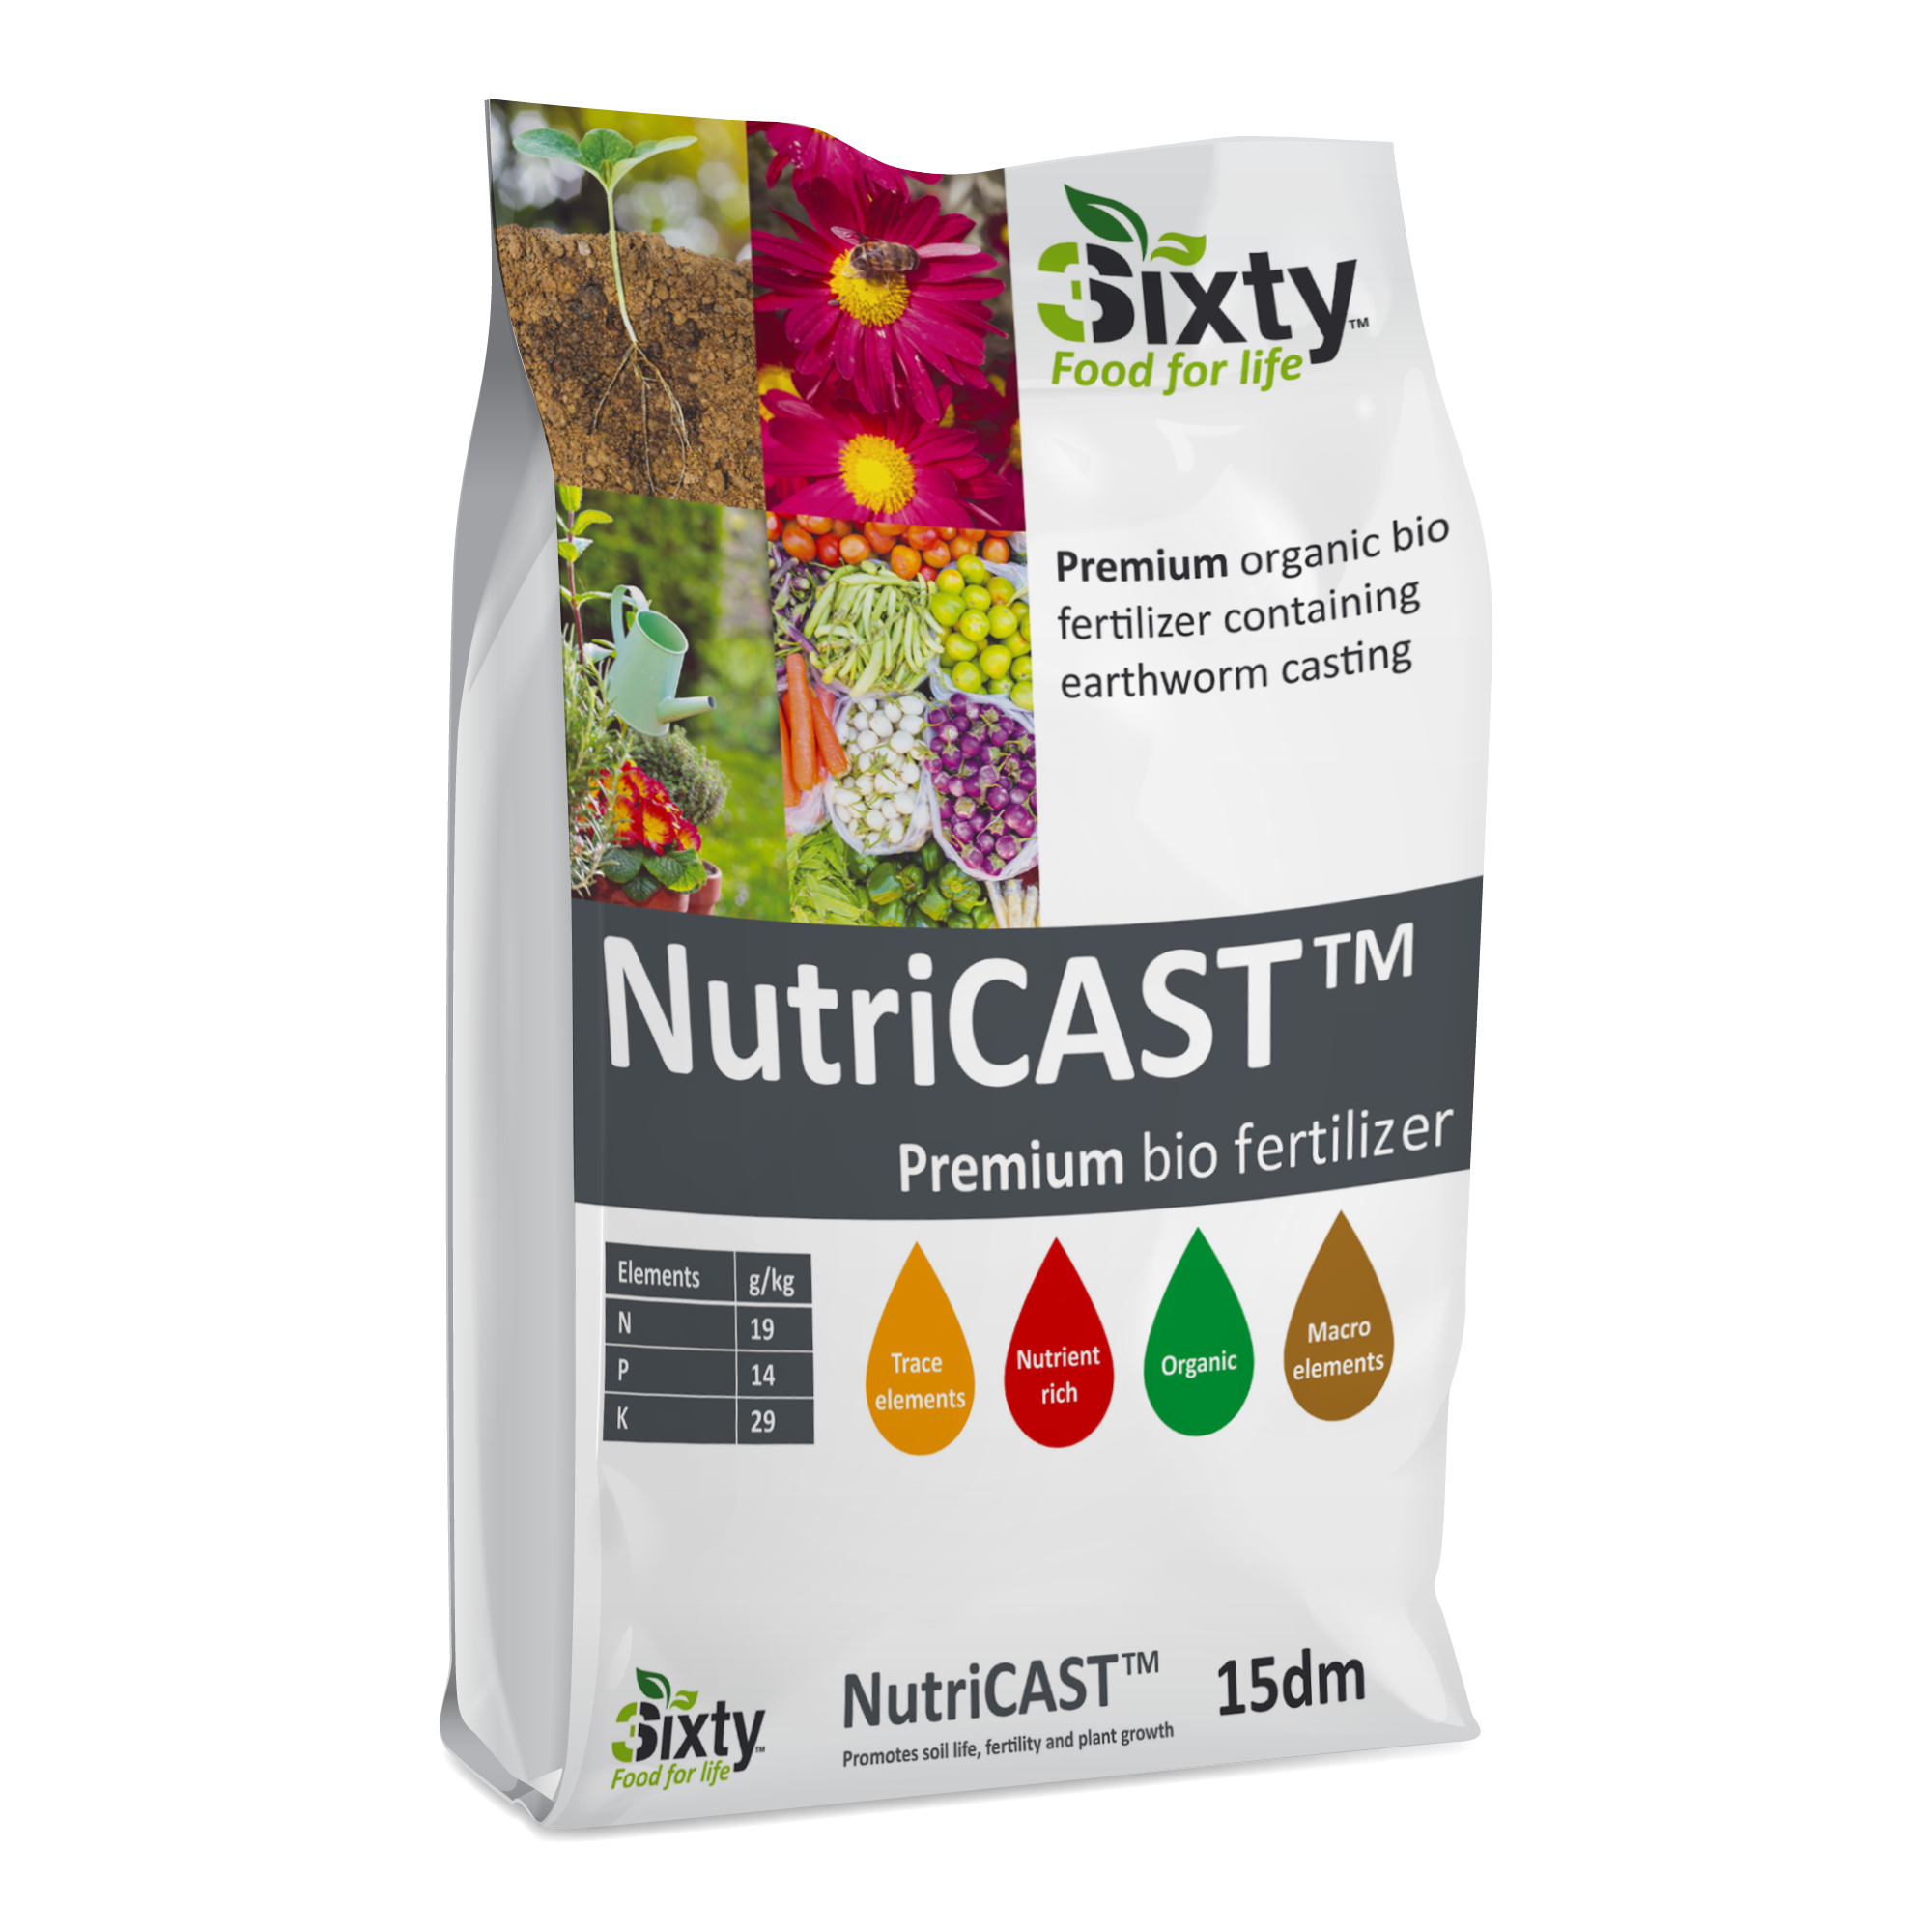 3Sixty™
Food for life
Premium organic bio
fertilizer containing
earthworm casting
NutriCAST™
Premium bio fertilizer
Elements g/kg
N 19
P 14
K 29
Trace
elements
Nutrient
rich
Organic
Macro
elements
3Sixty™
Food for life
NutriCAST™
Promotes soil life, fertility and plant growth
15dm